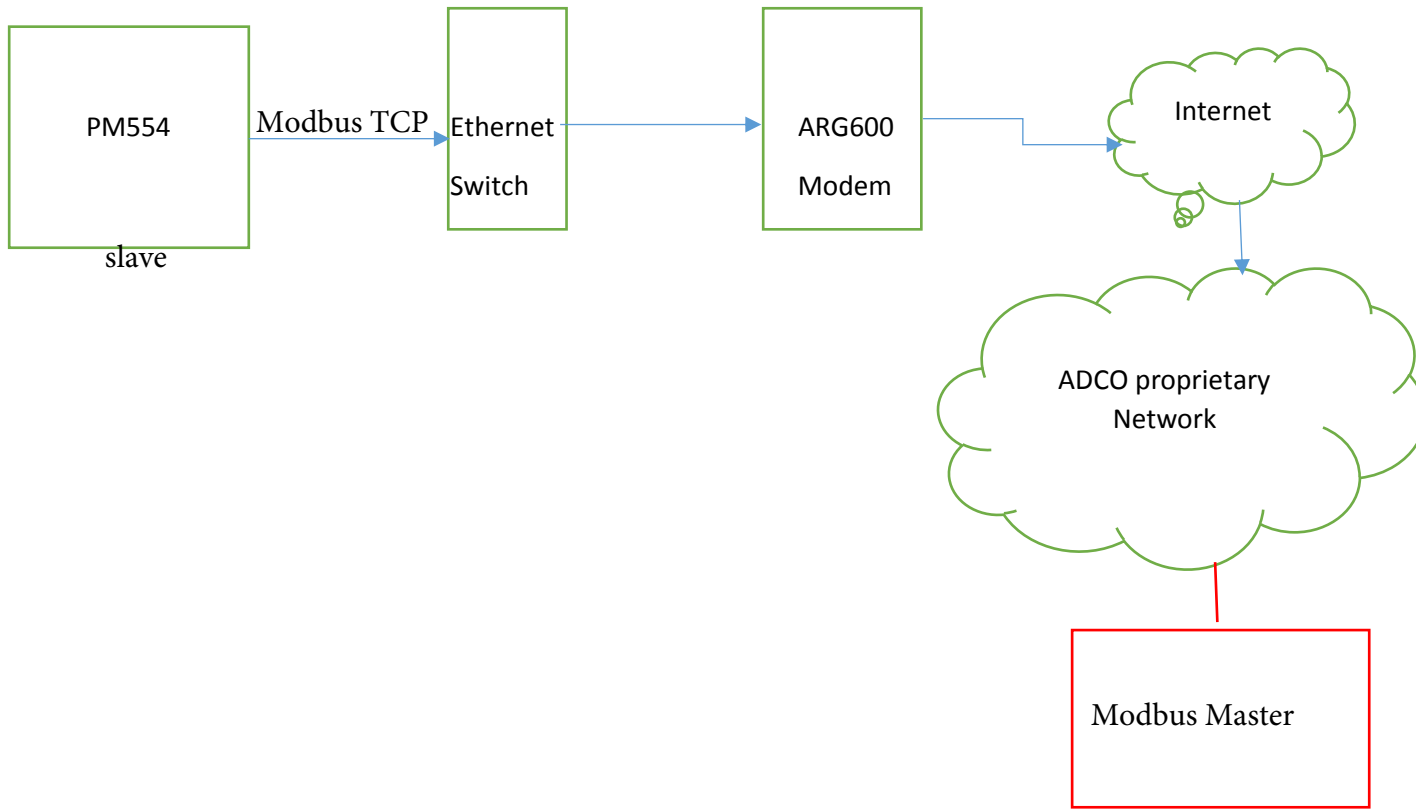 PM554
slave
Modbus TCP
Ethernet
Switch
ARG600
Modem
Internet
ADCO proprietary
Network
Modbus Master